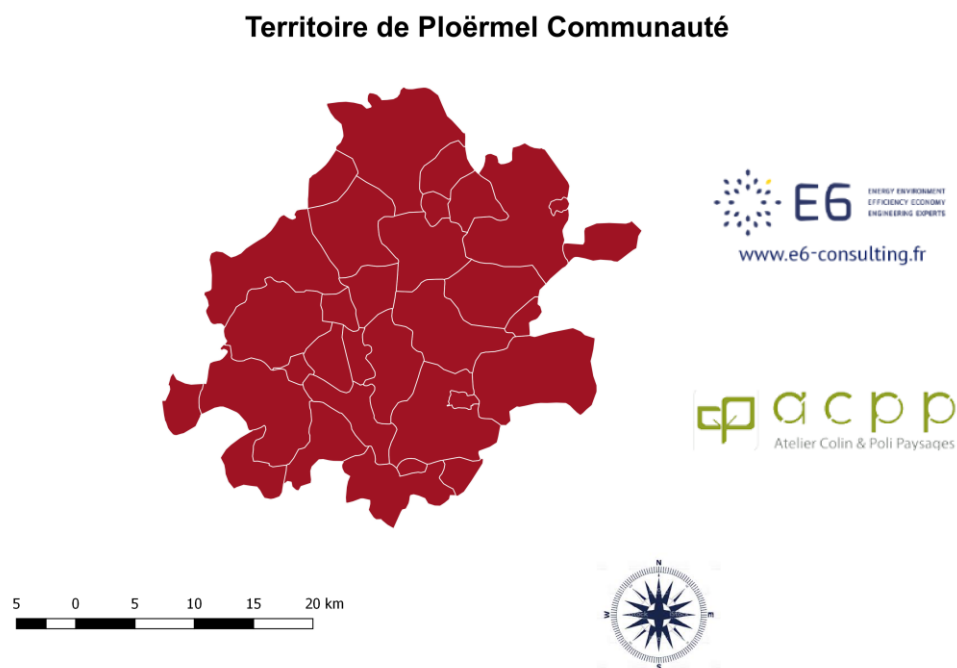 Territoire de Ploërmel Communauté
E6
ENERGY ENVIRONMENT
EFFICIENCY ECONOMY
ENGINEERING EXPERTS
www.e6-consulting.fr
acpp
Atelier Colin & Poli Paysages
5 0 5 10 15 20 km
N
W E
S